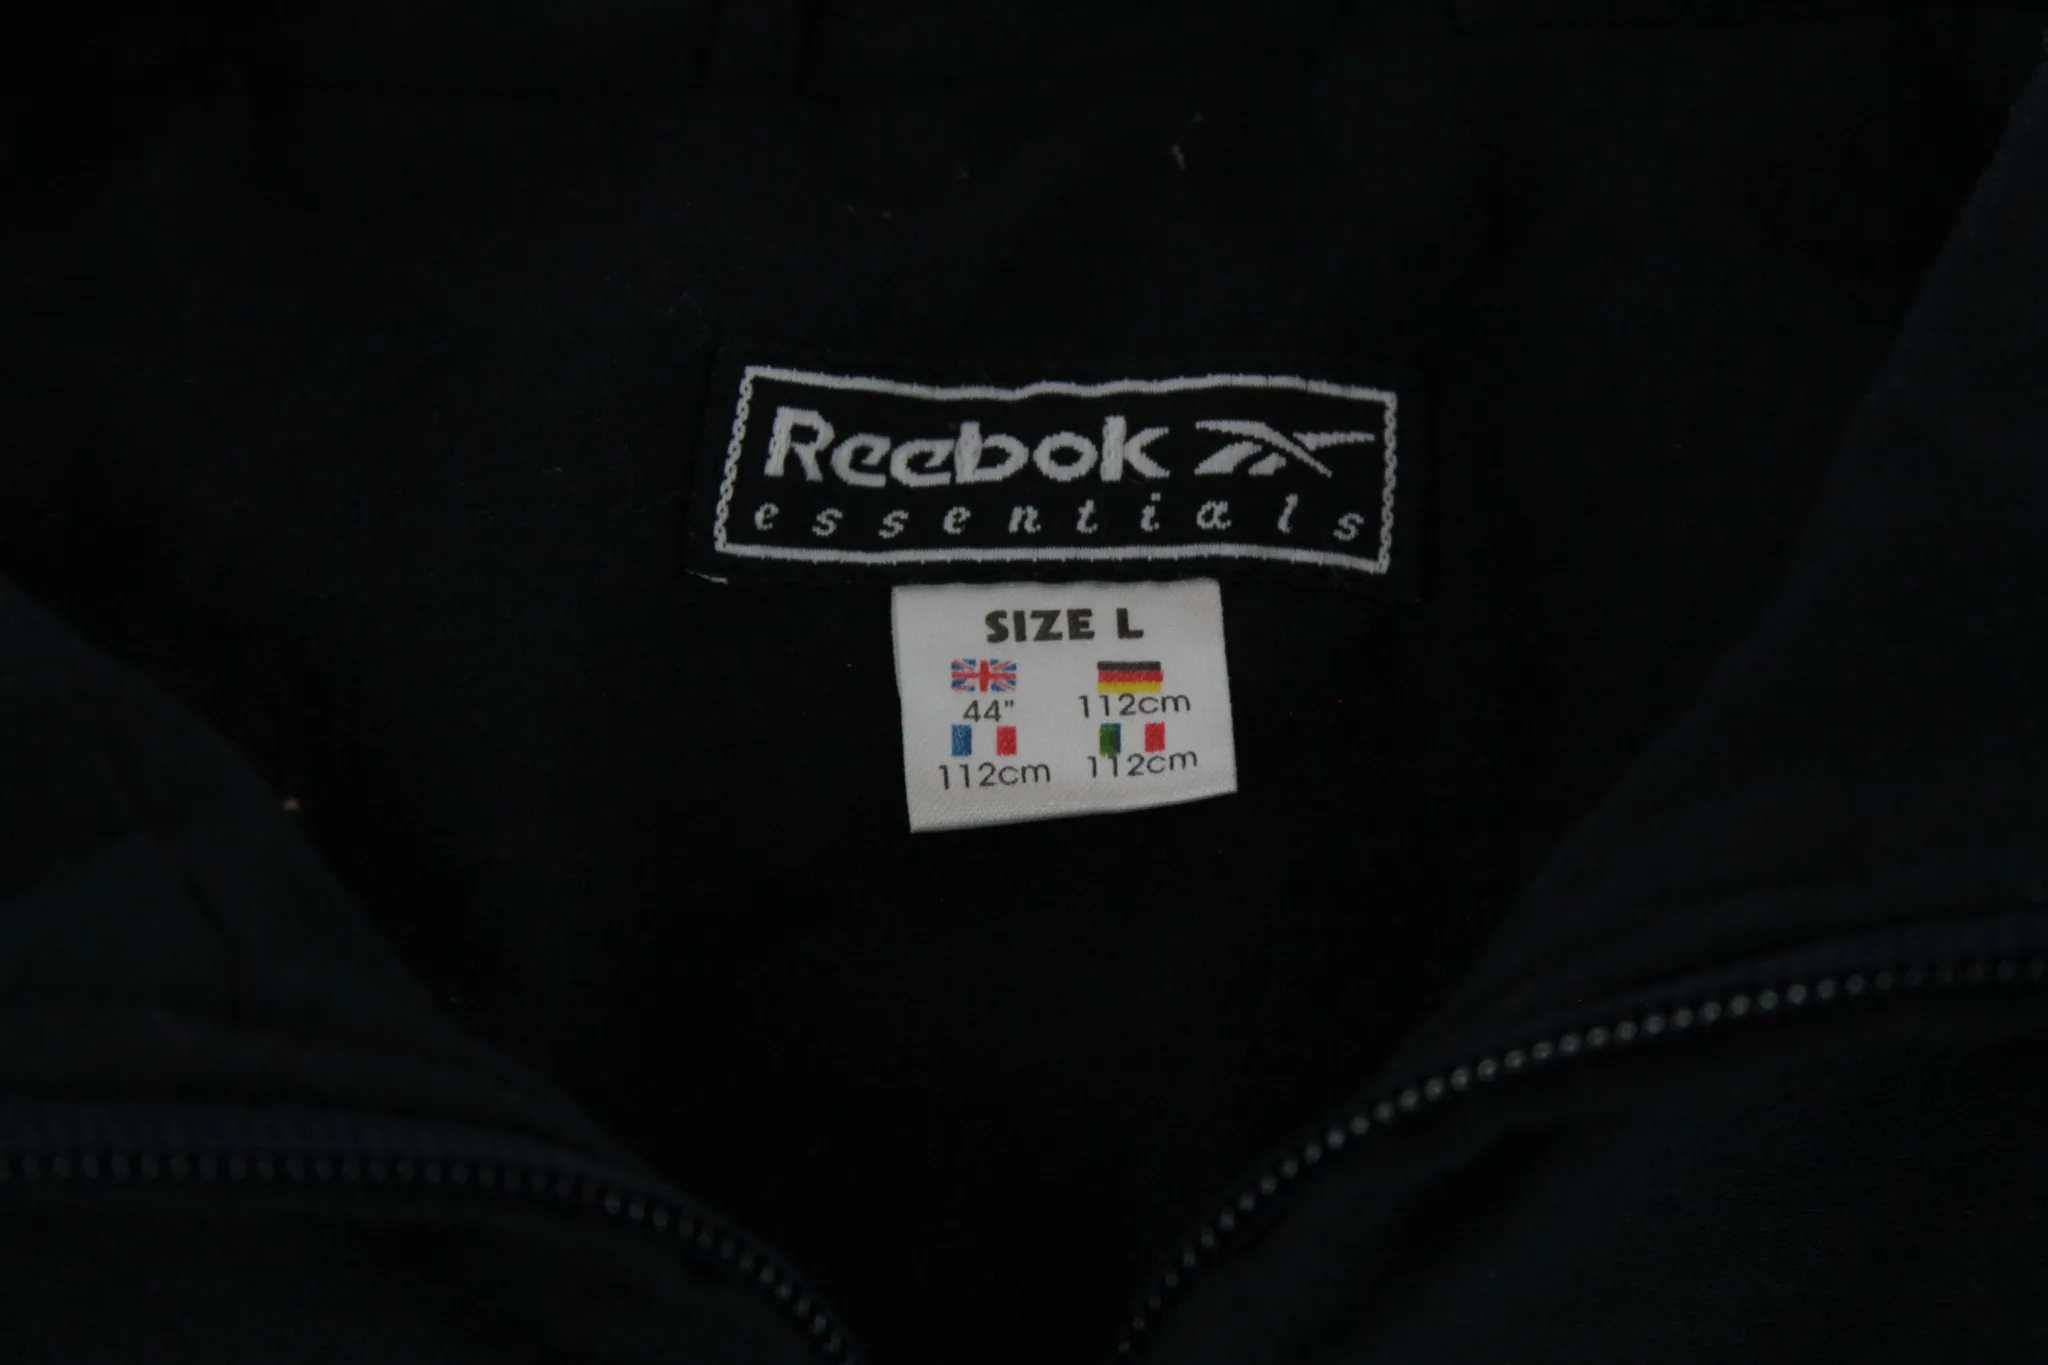 Reebok
essentials
SIZE L
44" 112cm
112cm 112cm